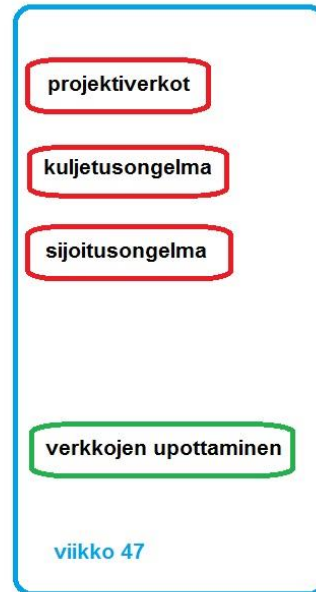 projektiverkot
kuljetusongelma
sijoitusongelma
verkkojen upottaminen
viikko 47